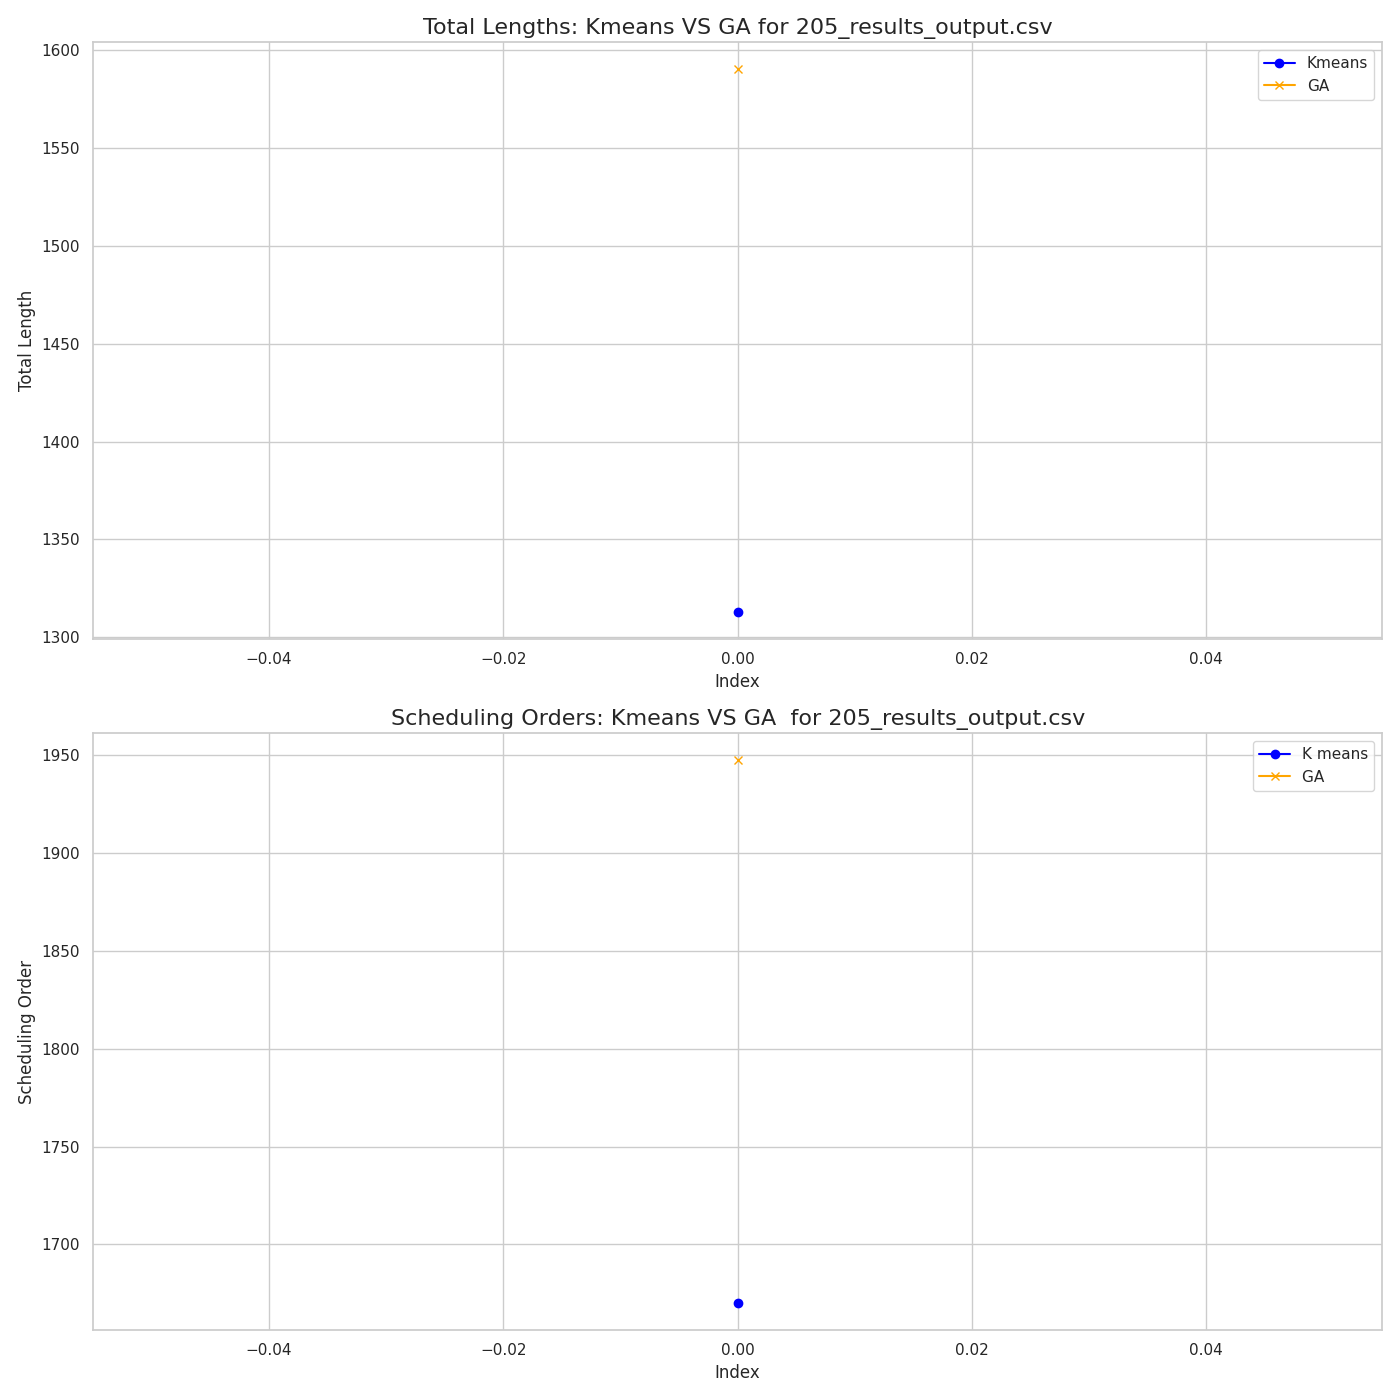 Total Lengths: Kmeans VS GA for 205_results_output.csv
1600
1550
1500
1450
1400
1350
1300
Total Length
Kmeans
GA
−0.04
−0.02
0.00
0.02
0.04
Index
Scheduling Orders: Kmeans VS GA  for 205_results_output.csv
1950
1900
1850
1800
1750
1700
Scheduling Order
K means
GA
−0.04
−0.02
0.00
0.02
0.04
Index